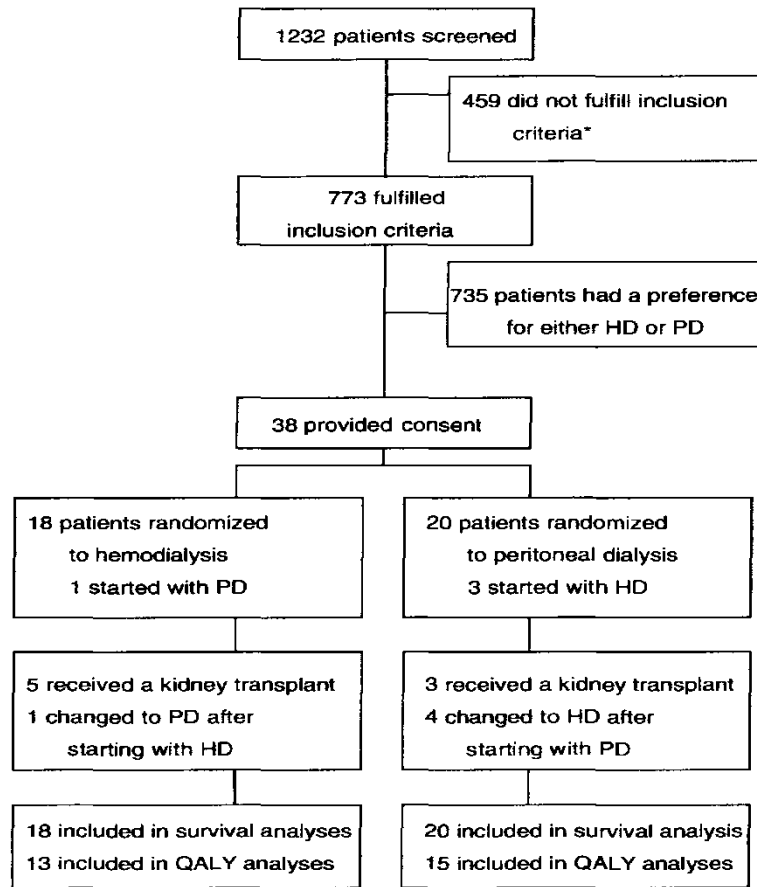 1232 patients screened
459 did not fulfill inclusion
criteria*
773 fulfilled
inclusion criteria
735 patients had a preference
for either HD or PD
38 provided consent
18 patients randomized
to hemodialysis
1 started with PD
20 patients randomized
to peritoneal dialysis
3 started with HD
5 received a kidney transplant
1 changed to PD after
starting with HD
3 received a kidney transplant
4 changed to HD after
starting with PD
18 included in survival analyses
13 included in QALY analyses
20 included in survival analysis
15 included in QALY analyses